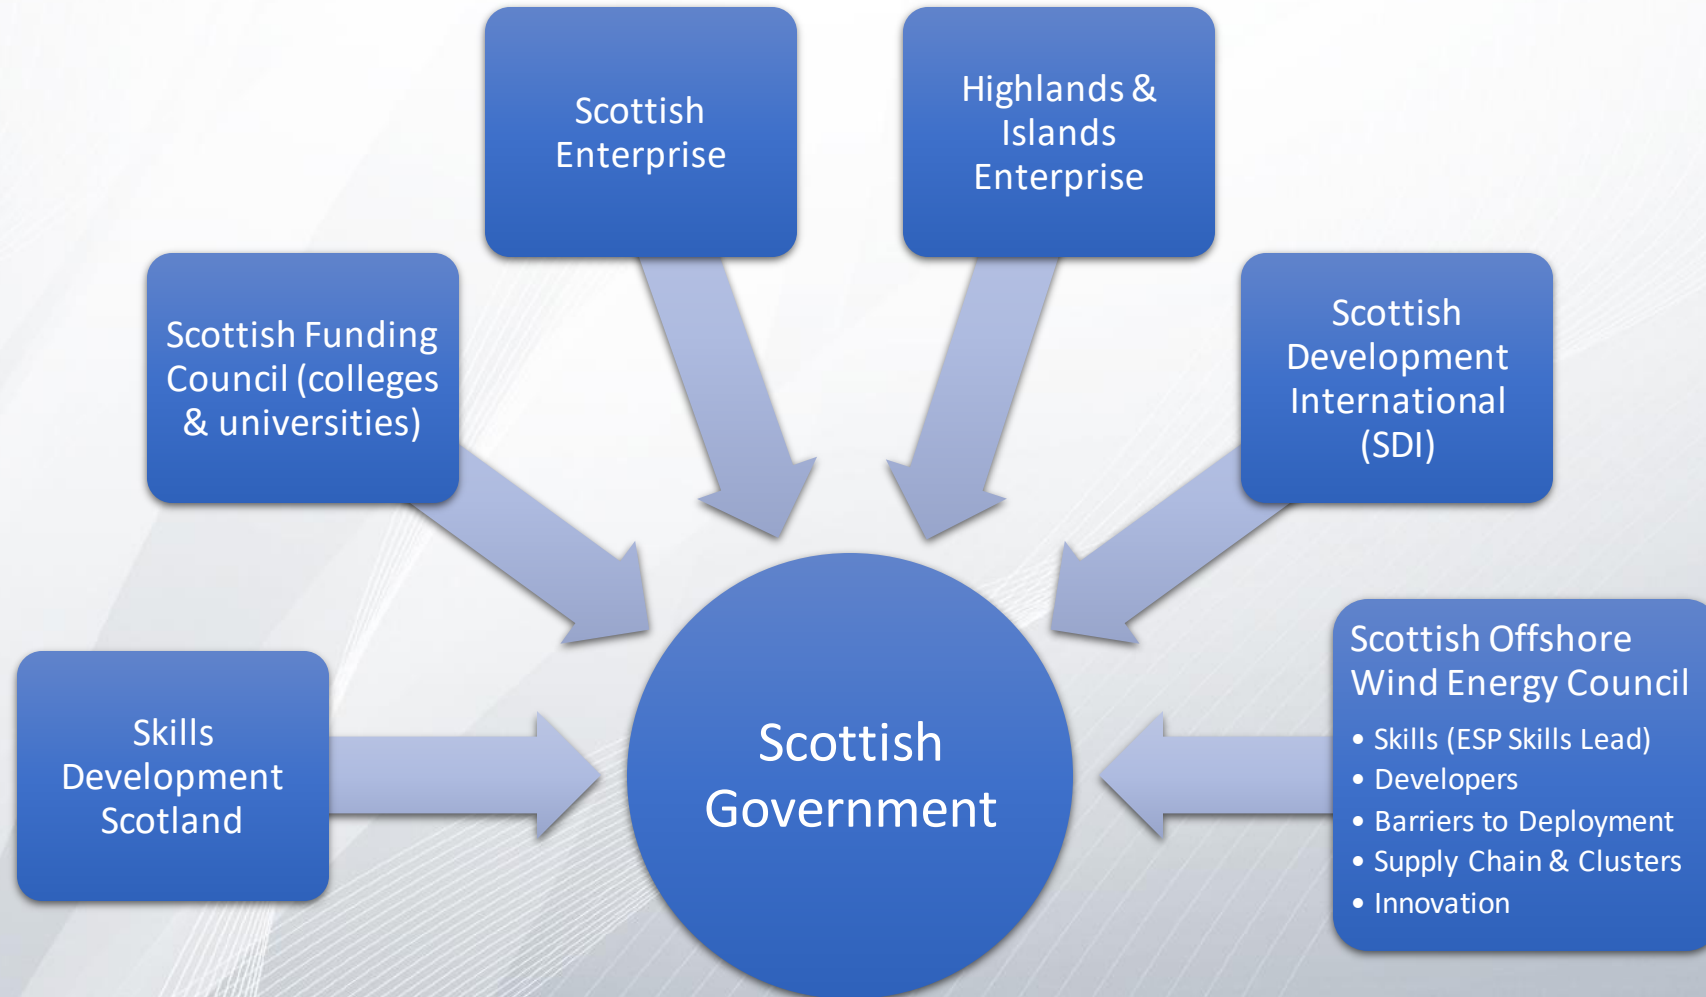 Scottish
Enterprise
Highlands &
Islands
Enterprise
Scottish Funding
Council (colleges
& universities)
Scottish
Development
International
(SDI)
Skills
Development
Scotland
Scottish
Government
Scottish Offshore
Wind Energy Council
• Skills (ESP Skills Lead)
• Developers
• Barriers to Deployment
• Supply Chain & Clusters
• Innovation